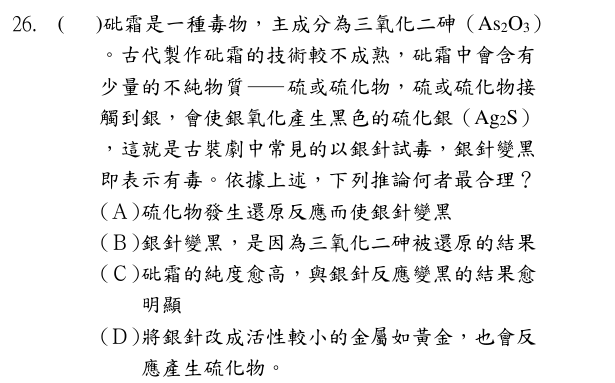 26. (　　)砒霜是一種毒物，主成分為三氧化二砷（As₂O₃）
。古代製作砒霜的技術較不成熟，砒霜中會含有
少量的不純物質——硫或硫化物，硫或硫化物接
觸到銀，會使銀氧化產生黑色的硫化銀（Ag₂S）
，這就是古裝劇中常見的以銀針試毒，銀針變黑
即表示有毒。依據上述，下列推論何者最合理？
(A)硫化物發生還原反應而使銀針變黑
(B)銀針變黑，是因為三氧化二砷被還原的結果
(C)砒霜的純度愈高，與銀針反應變黑的結果愈
明顯
(D)將銀針改成活性較小的金屬如黃金，也會反
應產生硫化物。